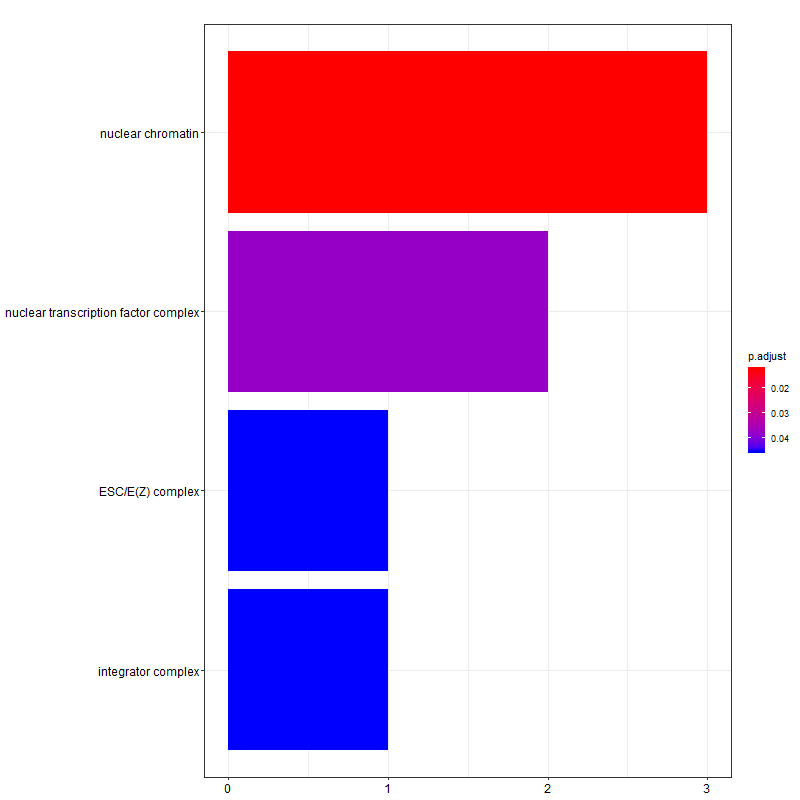 nuclear chromatin
nuclear transcription factor complex
ESC/E(Z) complex
integrator complex
0 1 2 3
p.adjust
0.02
0.03
0.04